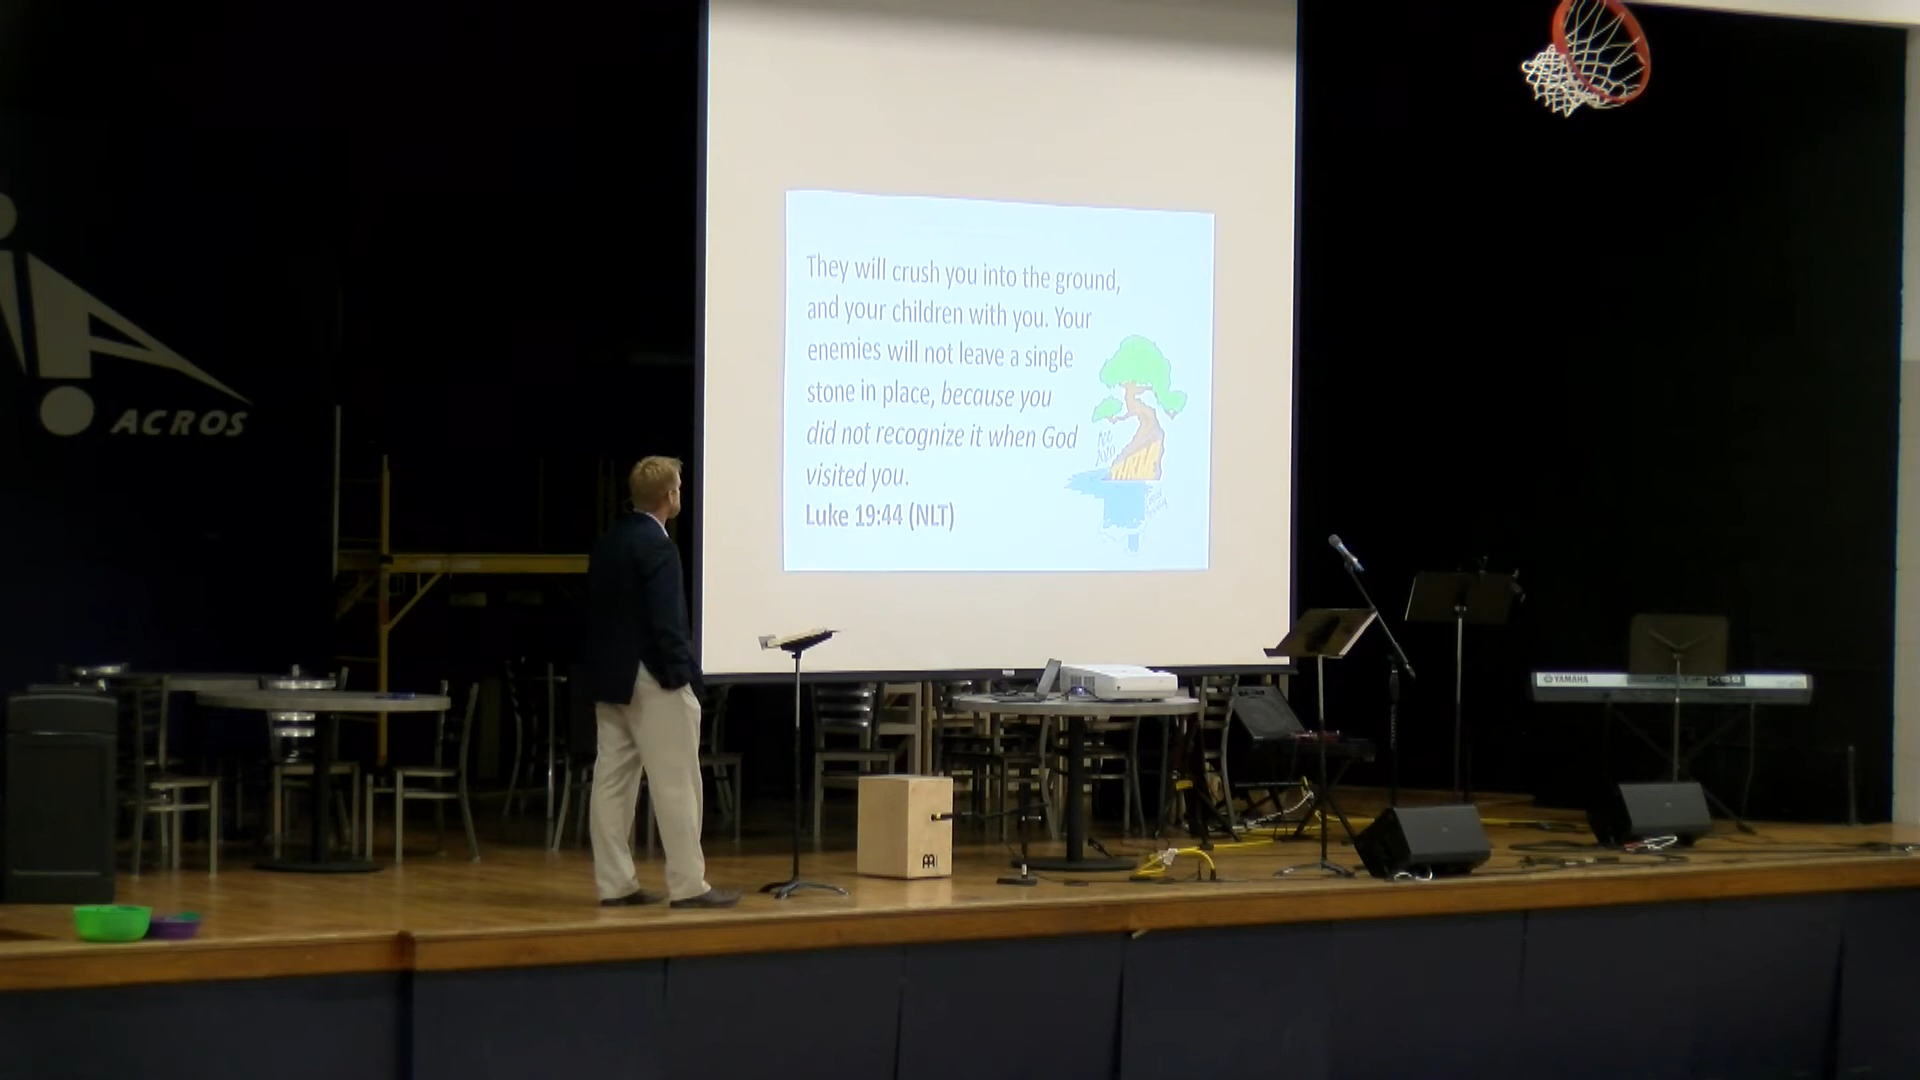 They will crush you into the ground,
and your children with you. Your
enemies will not leave a single
stone in place, because you
did not recognize it when God
visited you.
Luke 19:44 (NLT)
THRIVE
ACROS
YAMAHA